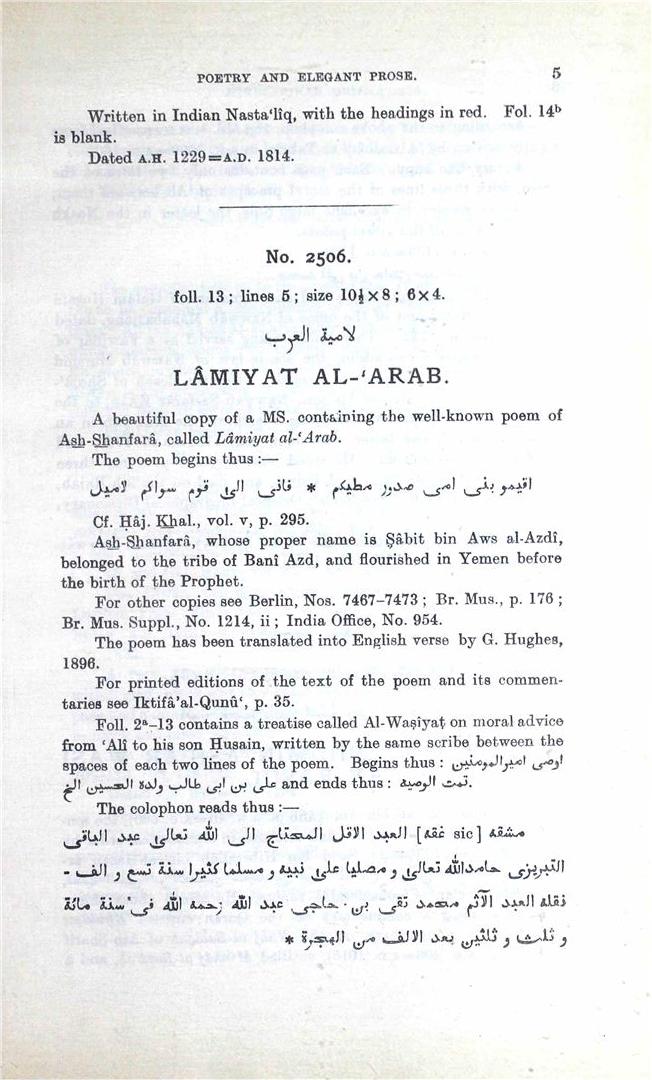 POETRY AND ELEGANT PROSE. 5
Written in Indian Nasta‘lîq, with the headings in red. Fol. 14ᵇ
is blank.
Dated A.H. 1229=A.D. 1814.
No. 2506.
foll. 13; lines 5; size 10½×8; 6×4.
لامية العرب
LÂMIYAT AL-‘ARAB.
A beautiful copy of a MS. containing the well-known poem of
Ash-Shanfarâ, called Lâmiyat al-‘Arab.
The poem begins thus :—
اقيمو بنى امى صدور مطيكم * فانى الى قوم سواكم لاميل
Cf. Ḥâj. Khal., vol. v, p. 295.
Ash-Shanfarâ, whose proper name is Ṣâbit bin Aws al-Azdî,
belonged to the tribe of Banî Azd, and flourished in Yemen before
the birth of the Prophet.
For other copies see Berlin, Nos. 7467–7473; Br. Mus., p. 176;
Br. Mus. Suppl., No. 1214, ii; India Office, No. 954.
The poem has been translated into English verse by G. Hughes,
1896.
For printed editions of the text of the poem and its commen-
taries see Iktifâ’al-Qunû‘, p. 35.
Foll. 2ᵃ–13 contains a treatise called Al-Waṣiyat on moral advice
from ‘Alî to his son Ḥusain, written by the same scribe between the
spaces of each two lines of the poem. Begins thus : اوصى اميرالمومنين
على بن ابى طالب ولدة الحسين الخ and ends thus : تمت الوصية.
The colophon reads thus :—
مشقه [sic عقه] العبد الاقل المحتاج الى الله تعالى عبد الباقى
التبريزى حامدالله تعالى و مصليا على نبيه و مسلما كثيرا سنة تسع و الف -
نقله العبد الآثم محمد تقى بن حاجى عبد الله رحمة الله فى سنة مائة
و ثلث و ثلثين بعد الالف من الهجرة *